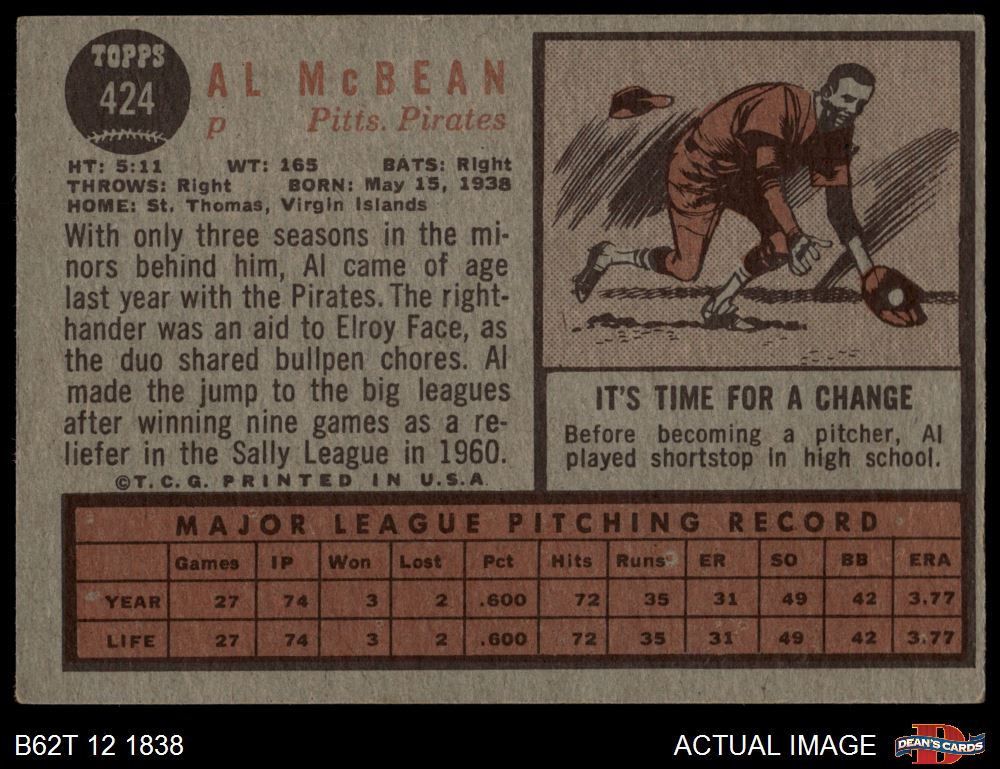 TOPPS
424
AL McBEAN
P
Pitts. Pirates
HT: 5:11 WT: 165 BATS: Right
THROWS: Right BORN: May 15, 1938
HOME: St. Thomas, Virgin Islands
With only three seasons in the mi-
nors behind him, Al came of age
last year with the Pirates. The right-
hander was an aid to Elroy Face, as
the duo shared bullpen chores. Al
made the jump to the big leagues
after winning nine games as a re-
liefer in the Sally League in 1960.
©T.C.G. PRINTED IN U.S.A
IT'S TIME FOR A CHANGE
Before becoming a pitcher, Al
played shortstop in high school.
MAJOR LEAGUE PITCHING RECORD
Games IP Won Lost Pct Hits Runs ER SO BB ERA
YEAR 27 74 3 2 .600 72 35 31 49 42 3.77
LIFE 27 74 3 2 .600 72 35 31 49 42 3.77
B62T 12 1838
ACTUAL IMAGE
D
DEAN'S CARDS